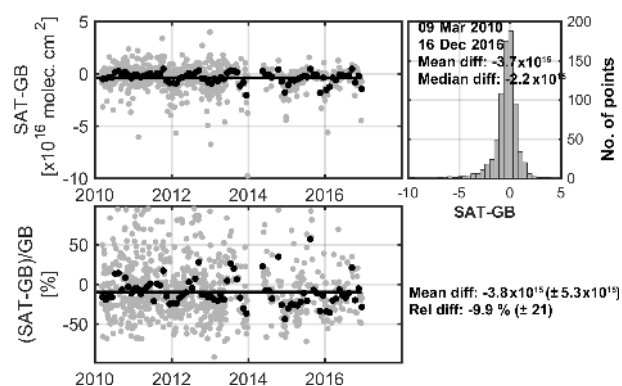 SAT-GB
[x10¹⁶ molec. cm²]
5
0
-5
-10
2010 2012 2014 2016
09 Mar 2010
16 Dec 2016
Mean diff: -3.7x10¹⁵
Median diff: -2.2x10¹⁵
200
150
100
50
0
No. of points
-10 -5 0 5
SAT-GB
(SAT-GB)/GB
[%]
50
0
-50
2010 2012 2014 2016
Mean diff: -3.8x10¹⁵ (± 5.3x10¹⁵)
Rel diff: -9.9 % (± 21)